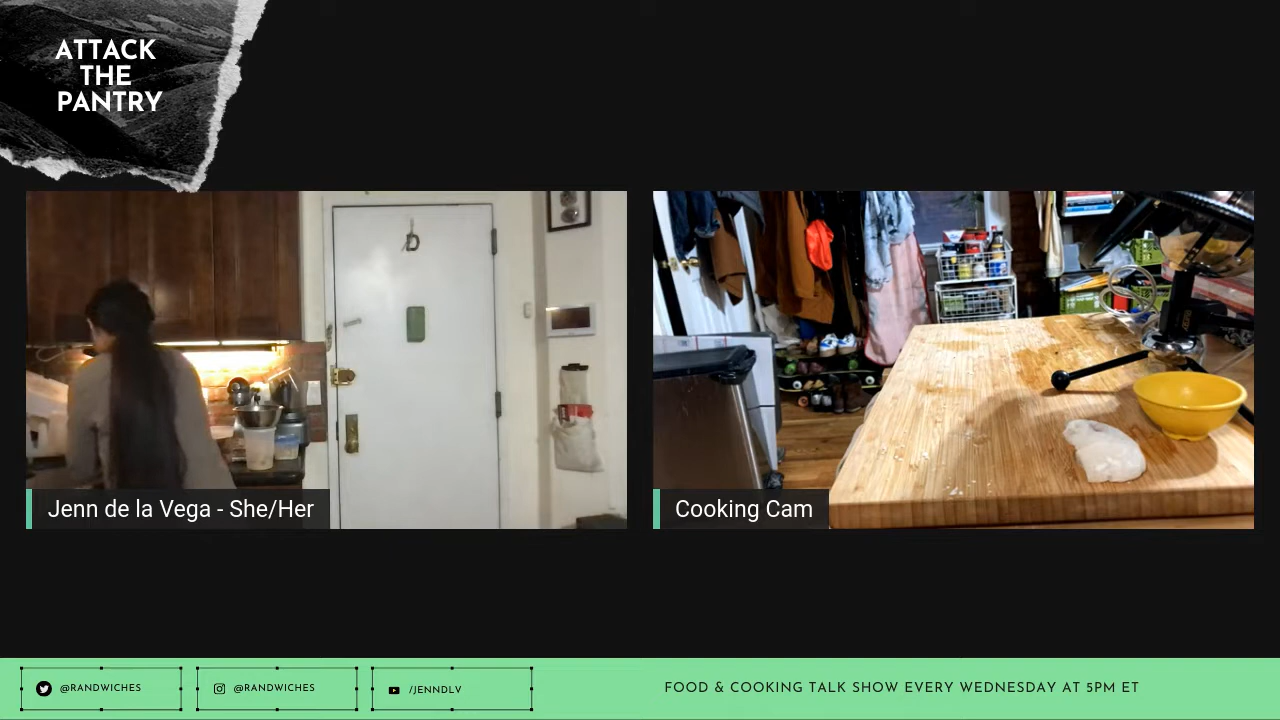 ATTACK
THE
PANTRY
D
Jenn de la Vega - She/Her
Cooking Cam
@RANDWICHES
@RANDWICHES
/JENNDLV
FOOD & COOKING TALK SHOW EVERY WEDNESDAY AT 5PM ET